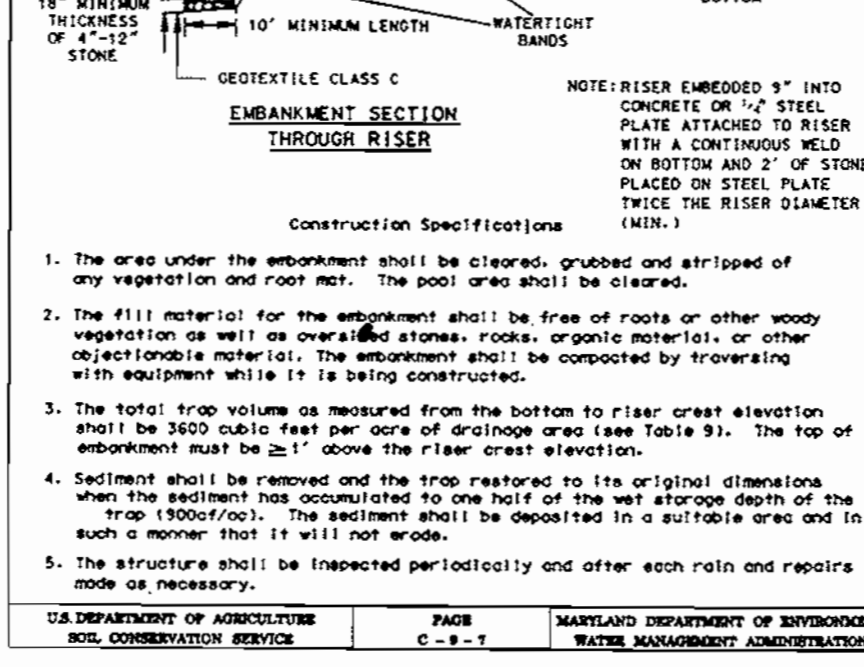 18" MINIMUM
THICKNESS
OF 4"-12"
STONE
10' MINIMUM LENGTH
WATERTIGHT
BANDS
GEOTEXTILE CLASS C
EMBANKMENT SECTION
THROUGH RISER
NOTE: RISER EMBEDDED 9" INTO
CONCRETE OR 1/4" STEEL
PLATE ATTACHED TO RISER
WITH A CONTINUOUS WELD
ON BOTTOM AND 2' OF STONE
PLACED ON STEEL PLATE
TWICE THE RISER DIAMETER
(MIN.)
Construction Specifications
1. The area under the embankment shall be cleared, grubbed and stripped of
any vegetation and root mat. The pool area shall be cleared.
2. The fill material for the embankment shall be free of roots or other woody
vegetation as well as oversized stones, rocks, organic material, or other
objectionable material. The embankment shall be compacted by traversing
with equipment while it is being constructed.
3. The total trap volume as measured from the bottom to riser crest elevation
shall be 3600 cubic feet per acre of drainage area (see Table 9). The top of
embankment must be ≥ 1' above the riser crest elevation.
4. Sediment shall be removed and the trap restored to its original dimensions
when the sediment has accumulated to one half of the wet storage depth of the
trap (900cf/ac). The sediment shall be deposited in a suitable area and in
such a manner that it will not erode.
5. The structure shall be inspected periodically and after each rain and repairs
made as necessary.
U.S. DEPARTMENT OF AGRICULTURE
SOIL CONSERVATION SERVICE
PAGE
C - 9 - 7
MARYLAND DEPARTMENT OF ENVIRONME
WATER MANAGEMENT ADMINISTRATION